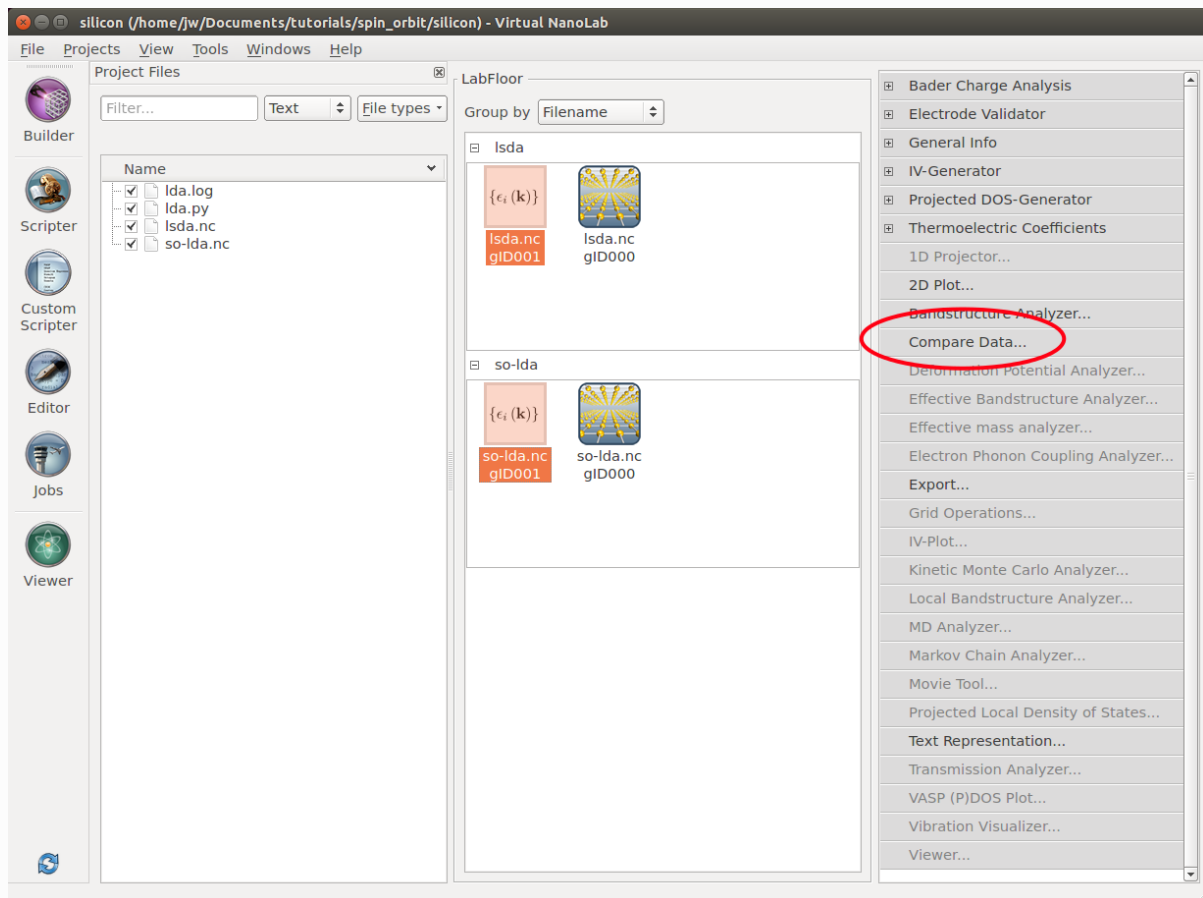 silicon (/home/jw/Documents/tutorials/spin_orbit/silicon) - Virtual NanoLab
File Projects View Tools Windows Help
Builder
Scripter
Custom
Scripter
Editor
Jobs
Viewer
Project Files
Filter... Text File types
Name
lda.log
lda.py
lsda.nc
so-lda.nc
LabFloor
Group by Filename
lsda
{ϵᵢ (k)}
lsda.nc
gID001
lsda.nc
gID000
so-lda
{ϵᵢ (k)}
so-lda.nc
gID001
so-lda.nc
gID000
Bader Charge Analysis
Electrode Validator
General Info
IV-Generator
Projected DOS-Generator
Thermoelectric Coefficients
1D Projector...
2D Plot...
Bandstructure Analyzer...
Compare Data...
Deformation Potential Analyzer...
Effective Bandstructure Analyzer...
Effective mass analyzer...
Electron Phonon Coupling Analyzer...
Export...
Grid Operations...
IV-Plot...
Kinetic Monte Carlo Analyzer...
Local Bandstructure Analyzer...
MD Analyzer...
Markov Chain Analyzer...
Movie Tool...
Projected Local Density of States...
Text Representation...
Transmission Analyzer...
VASP (P)DOS Plot...
Vibration Visualizer...
Viewer...